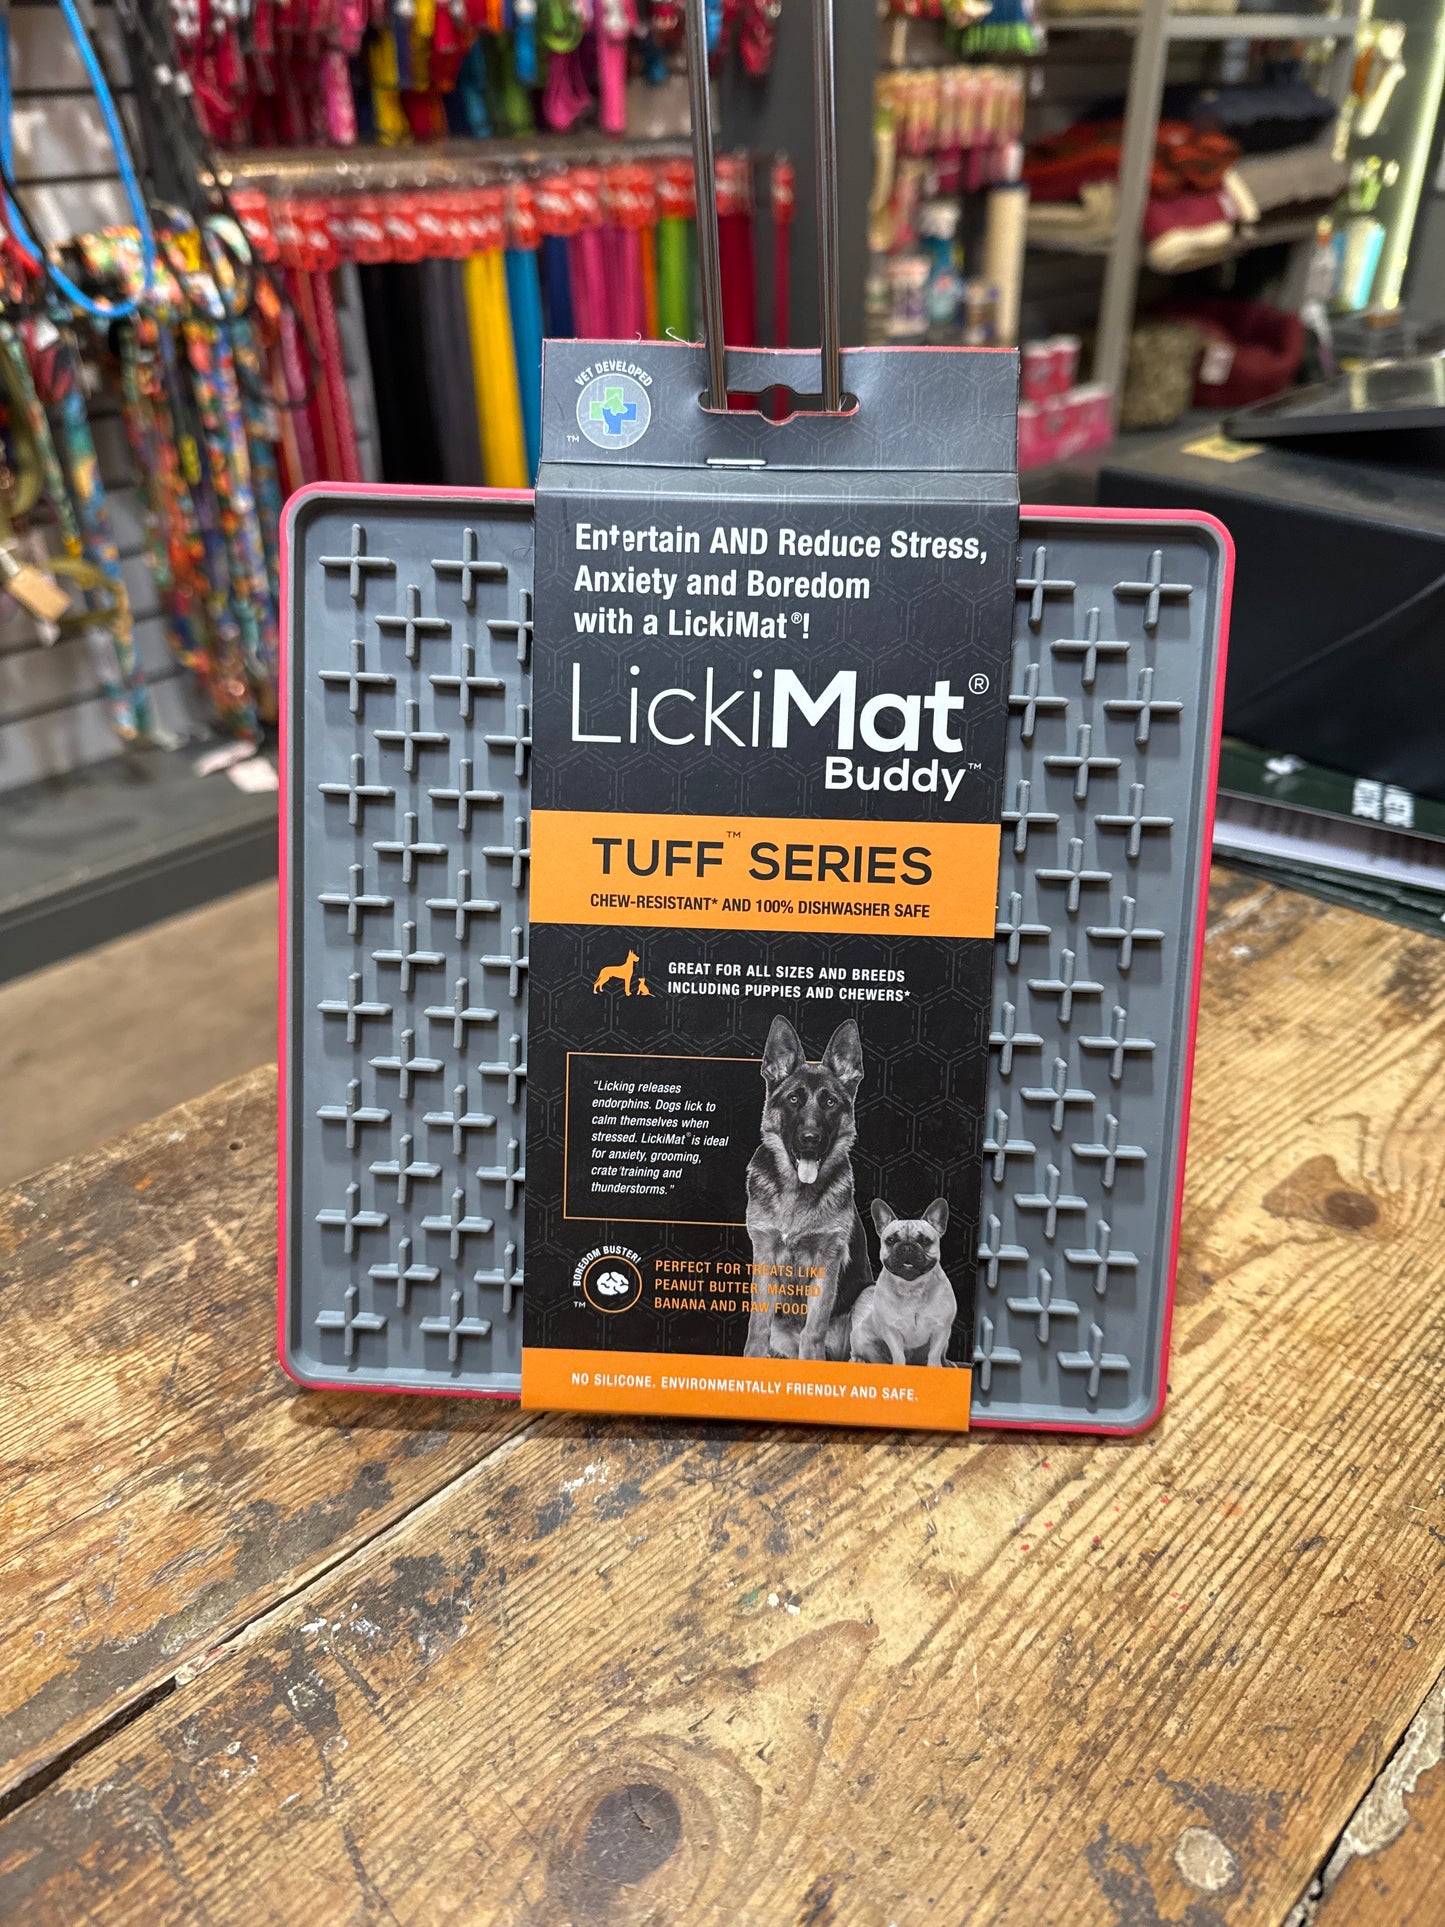 VET DEVELOPED
TM
Entertain AND Reduce Stress,
Anxiety and Boredom
with a LickiMat®!
LickiMat®
Buddy™
TUFF™ SERIES
CHEW-RESISTANT* AND 100% DISHWASHER SAFE
GREAT FOR ALL SIZES AND BREEDS
INCLUDING PUPPIES AND CHEWERS*
"Licking releases
endorphins. Dogs lick to
calm themselves when
stressed. LickiMat® is ideal
for anxiety, grooming,
crate training and
thunderstorms."
BOREDOM BUSTER!
TM
PERFECT FOR TREATS LIKE
PEANUT BUTTER, MASHED
BANANA AND RAW FOOD
NO SILICONE. ENVIRONMENTALLY FRIENDLY AND SAFE.